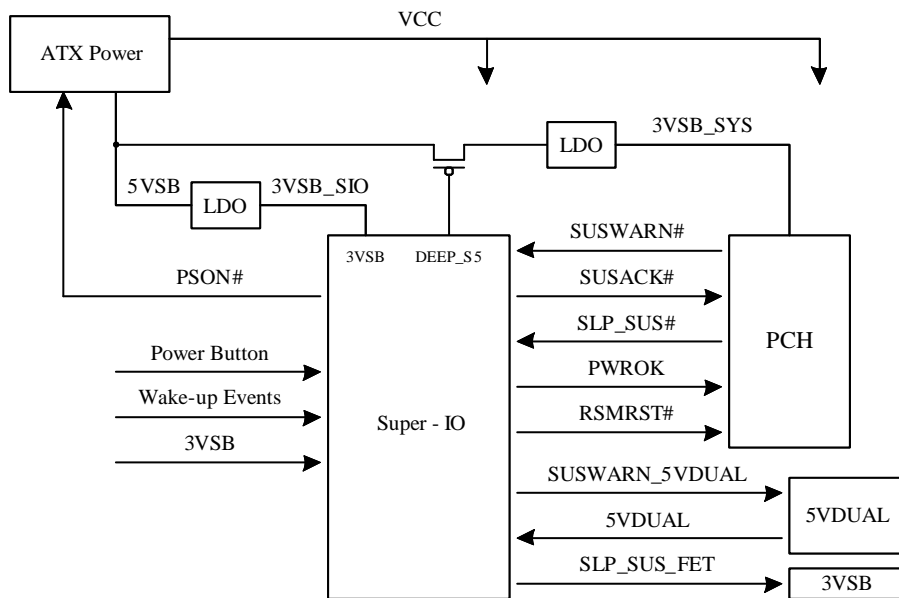 VCC
ATX Power
3VSB_SYS
LDO
5VSB
3VSB_SIO
LDO
3VSB
DEEP_S5
SUSWARN#
PSON#
SUSACK#
SLP_SUS#
PCH
Power Button
PWROK
Wake-up Events
Super - IO
RSMRST#
3VSB
SUSWARN_5VDUAL
5VDUAL
5VDUAL
SLP_SUS_FET
3VSB